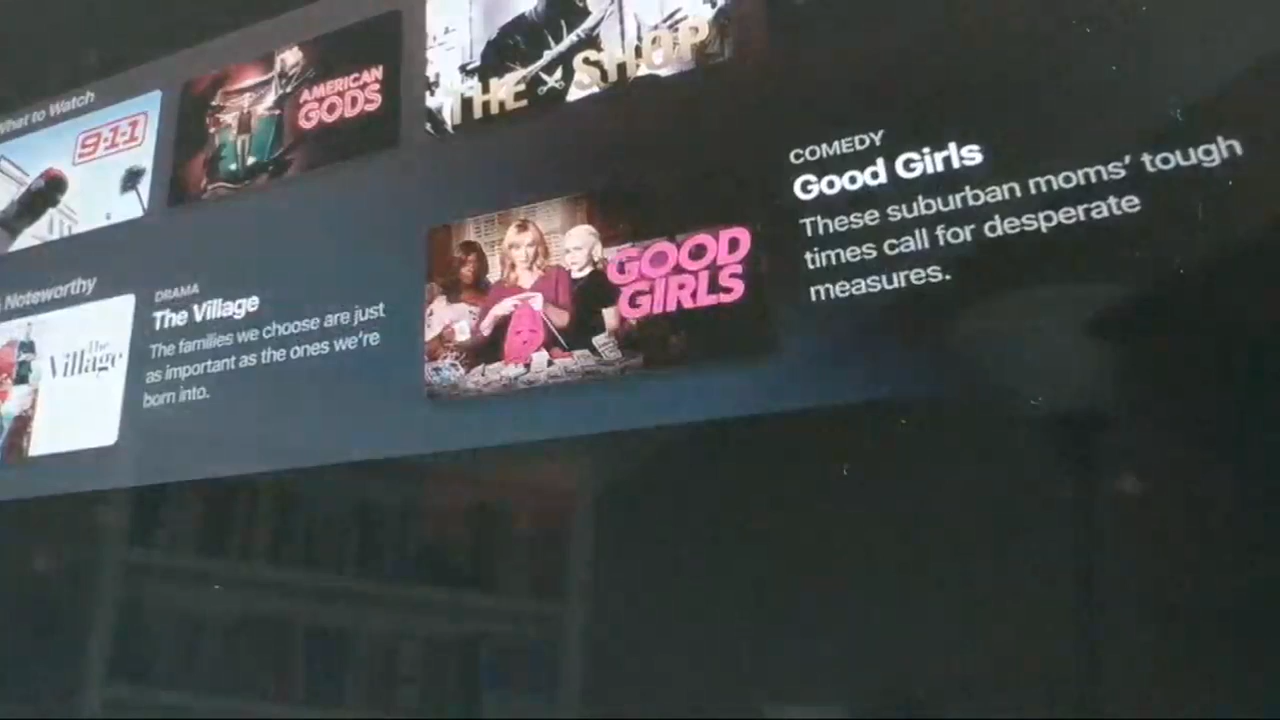 What to Watch
9-1-1
AMERICAN
GODS
THE SHOP
Noteworthy
The
Village
DRAMA
The Village
The families we choose are just
as important as the ones we're
born into.
GOOD
GIRLS
COMEDY
Good Girls
These suburban moms' tough
times call for desperate
measures.